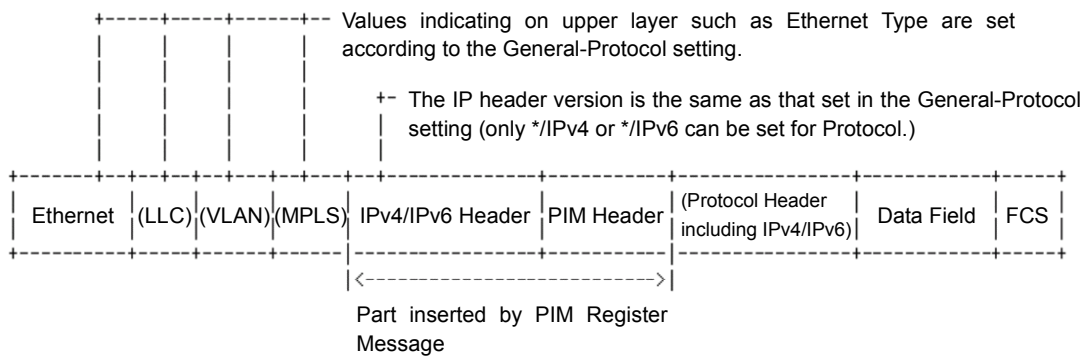 Values indicating on upper layer such as Ethernet Type are set
according to the General-Protocol setting.
The IP header version is the same as that set in the General-Protocol
setting (only */IPv4 or */IPv6 can be set for Protocol.)
Ethernet (LLC) (VLAN) (MPLS) IPv4/IPv6 Header PIM Header (Protocol Header Data Field FCS
including IPv4/IPv6)
Part inserted by PIM Register
Message